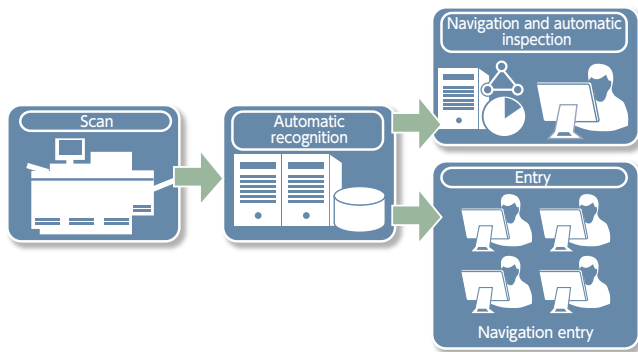 Scan
Automatic
recognition
Navigation and automatic
inspection
Entry
Navigation entry